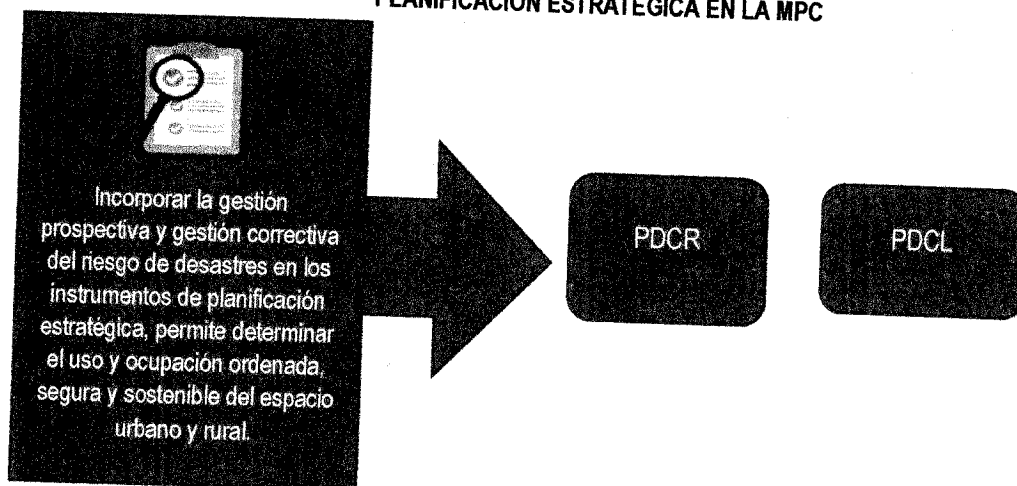 PLANIFICACIÓN ESTRATÉGICA EN LA MPC
Incorporar la gestión
prospectiva y gestión correctiva
del riesgo de desastres en los
instrumentos de planificación
estratégica, permite determinar
el uso y ocupación ordenada,
segura y sostenible del espacio
urbano y rural.
PDCR
PDCL